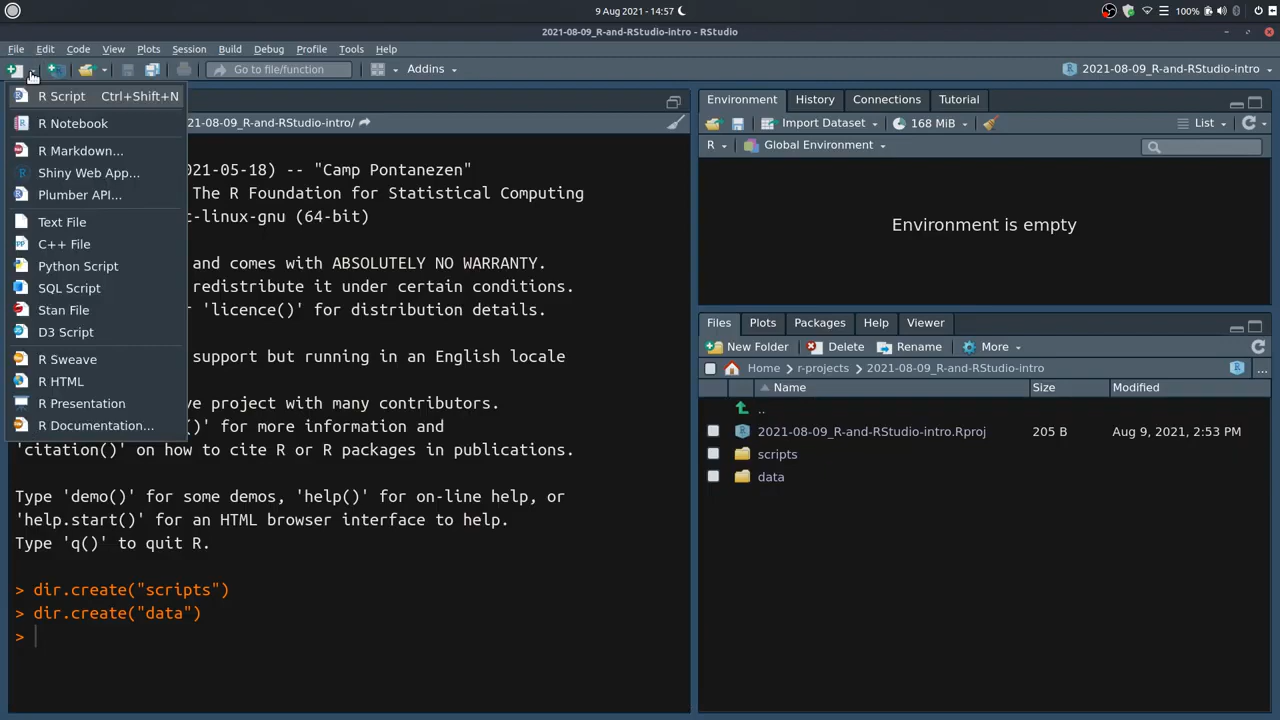 9 Aug 2021 - 14:57
100%
2021-08-09_R-and-RStudio-intro - RStudio
File Edit Code View Plots Session Build Debug Profile Tools Help
Go to file/function
Addins
2021-08-09_R-and-RStudio-intro
R Script Ctrl+Shift+N
R Notebook
R Markdown...
Shiny Web App...
Plumber API...
Text File
C++ File
Python Script
SQL Script
Stan File
D3 Script
R Sweave
R HTML
R Presentation
R Documentation...
21-08-09_R-and-RStudio-intro/
21-05-18) -- "Camp Pontanezen"
The R Foundation for Statistical Computing
-linux-gnu (64-bit)
and comes with ABSOLUTELY NO WARRANTY.
redistribute it under certain conditions.
'licence()' for distribution details.
support but running in an English locale
ve project with many contributors.
)' for more information and
'citation()' on how to cite R or R packages in publications.
Type 'demo()' for some demos, 'help()' for on-line help, or
'help.start()' for an HTML browser interface to help.
Type 'q()' to quit R.
> dir.create("scripts")
> dir.create("data")
>
Environment History Connections Tutorial
Import Dataset 168 MiB List
R Global Environment
Environment is empty
Files Plots Packages Help Viewer
New Folder Delete Rename More
Home r-projects 2021-08-09_R-and-RStudio-intro ...
Name Size Modified
..
2021-08-09_R-and-RStudio-intro.Rproj 205 B Aug 9, 2021, 2:53 PM
scripts
data